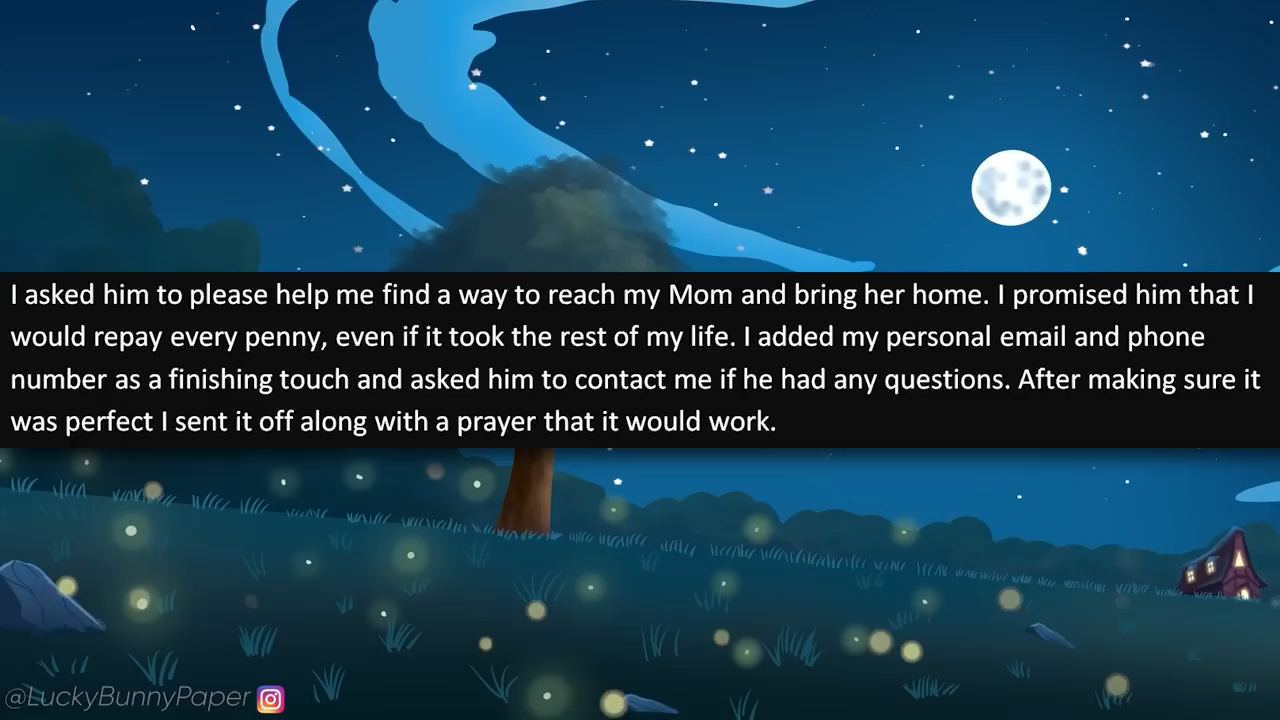 I asked him to please help me find a way to reach my Mom and bring her home. I promised him that I
would repay every penny, even if it took the rest of my life. I added my personal email and phone
number as a finishing touch and asked him to contact me if he had any questions. After making sure it
was perfect I sent it off along with a prayer that it would work.
@LuckyBunnyPaper